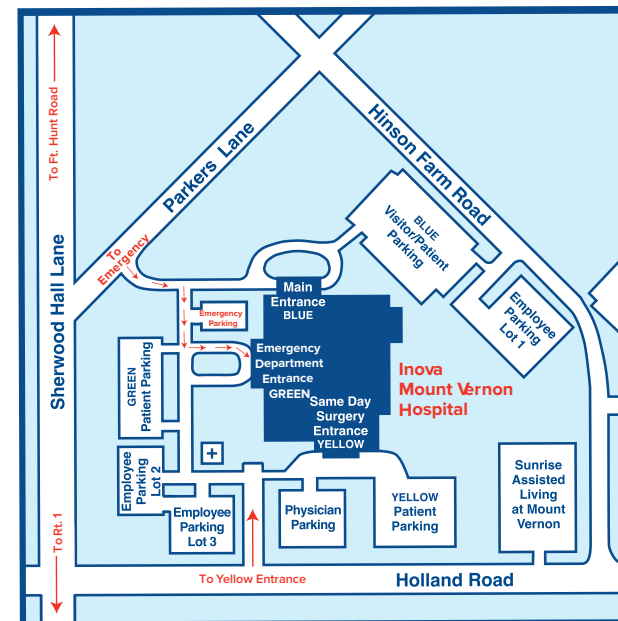 To Ft. Hunt Road
Sherwood Hall Lane
To Rt. 1
Parkers Lane
Hinson Farm Road
To
Emergency
BLUE
Visitor/Patient
Parking
Employee
Parking
Lot 1
Main
Entrance
BLUE
Emergency
Parking
Emergency
Department
Entrance
GREEN
Same Day
Surgery
Entrance
YELLOW
Inova
Mount Vernon
Hospital
GREEN
Patient Parking
Employee
Parking
Lot 2
Employee
Parking
Lot 3
Physician
Parking
YELLOW
Patient
Parking
Sunrise
Assisted
Living
at Mount
Vernon
To Yellow Entrance
Holland Road